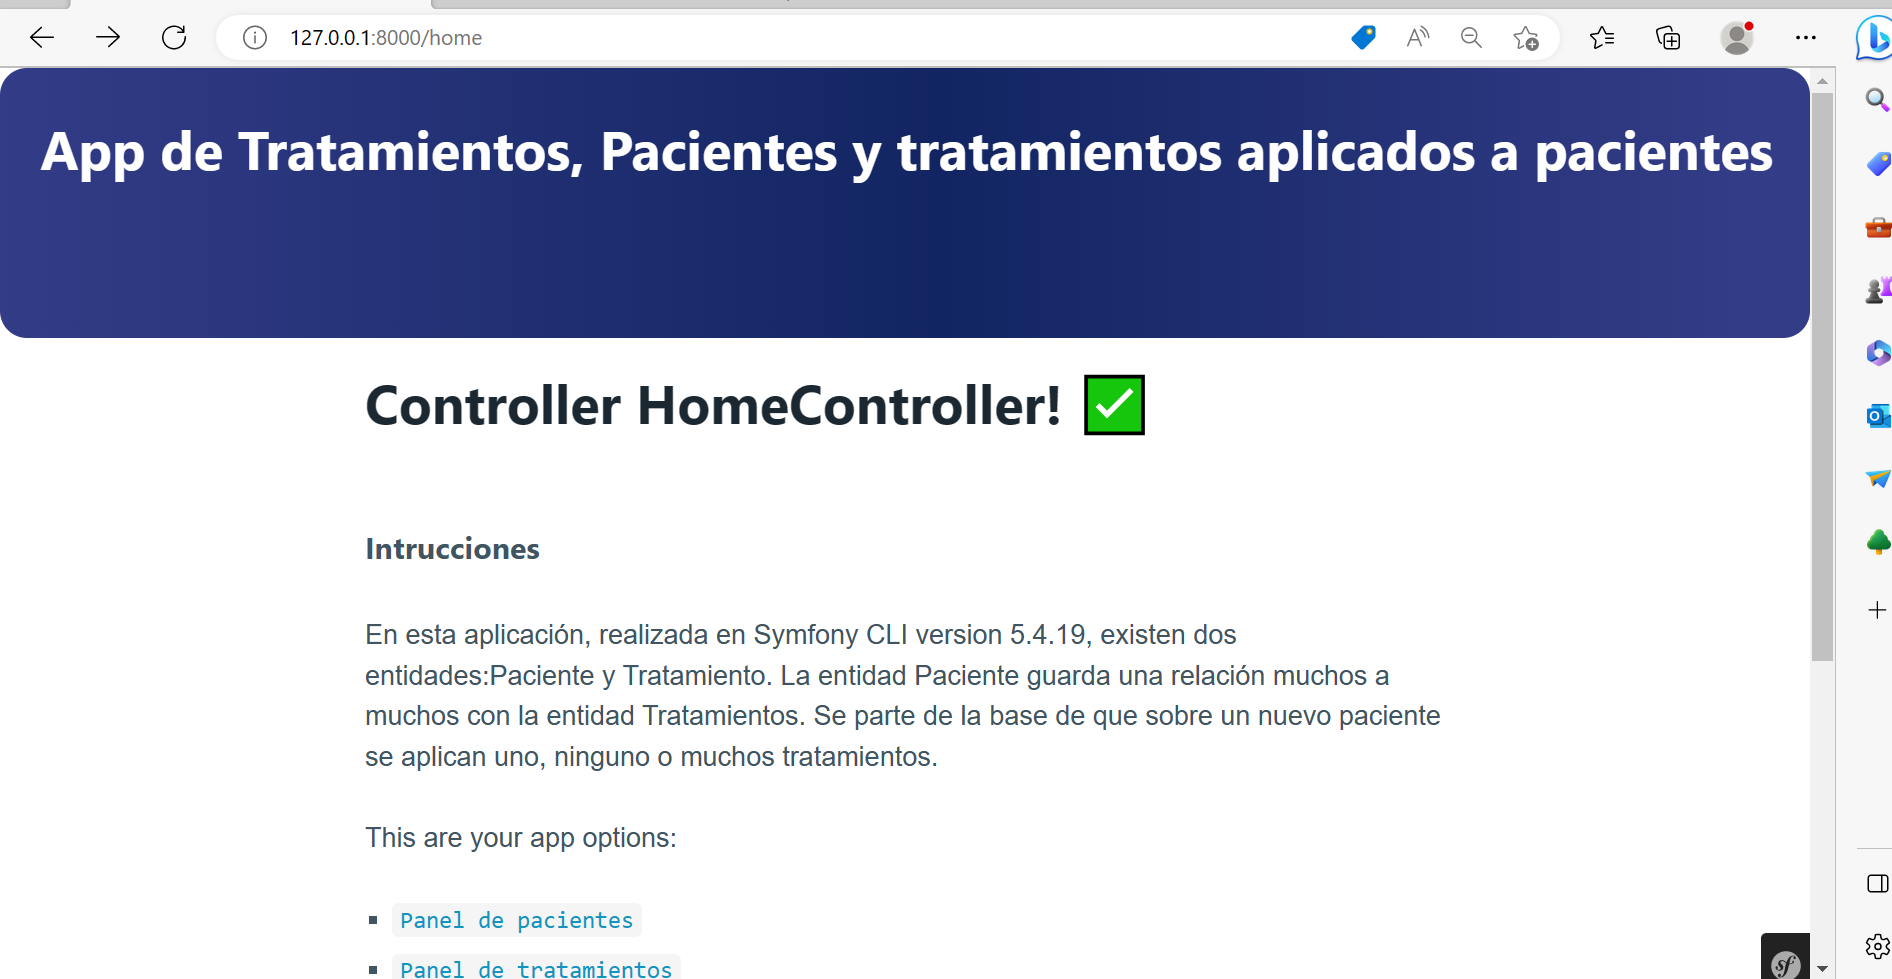 127.0.0.1:8000/home
App de Tratamientos, Pacientes y tratamientos aplicados a pacientes
Controller HomeController! ✅
Intrucciones
En esta aplicación, realizada en Symfony CLI version 5.4.19, existen dos
entidades:Paciente y Tratamiento. La entidad Paciente guarda una relación muchos a
muchos con la entidad Tratamientos. Se parte de la base de que sobre un nuevo paciente
se aplican uno, ninguno o muchos tratamientos.
This are your app options:
Panel de pacientes
Panel de tratamientos
sf